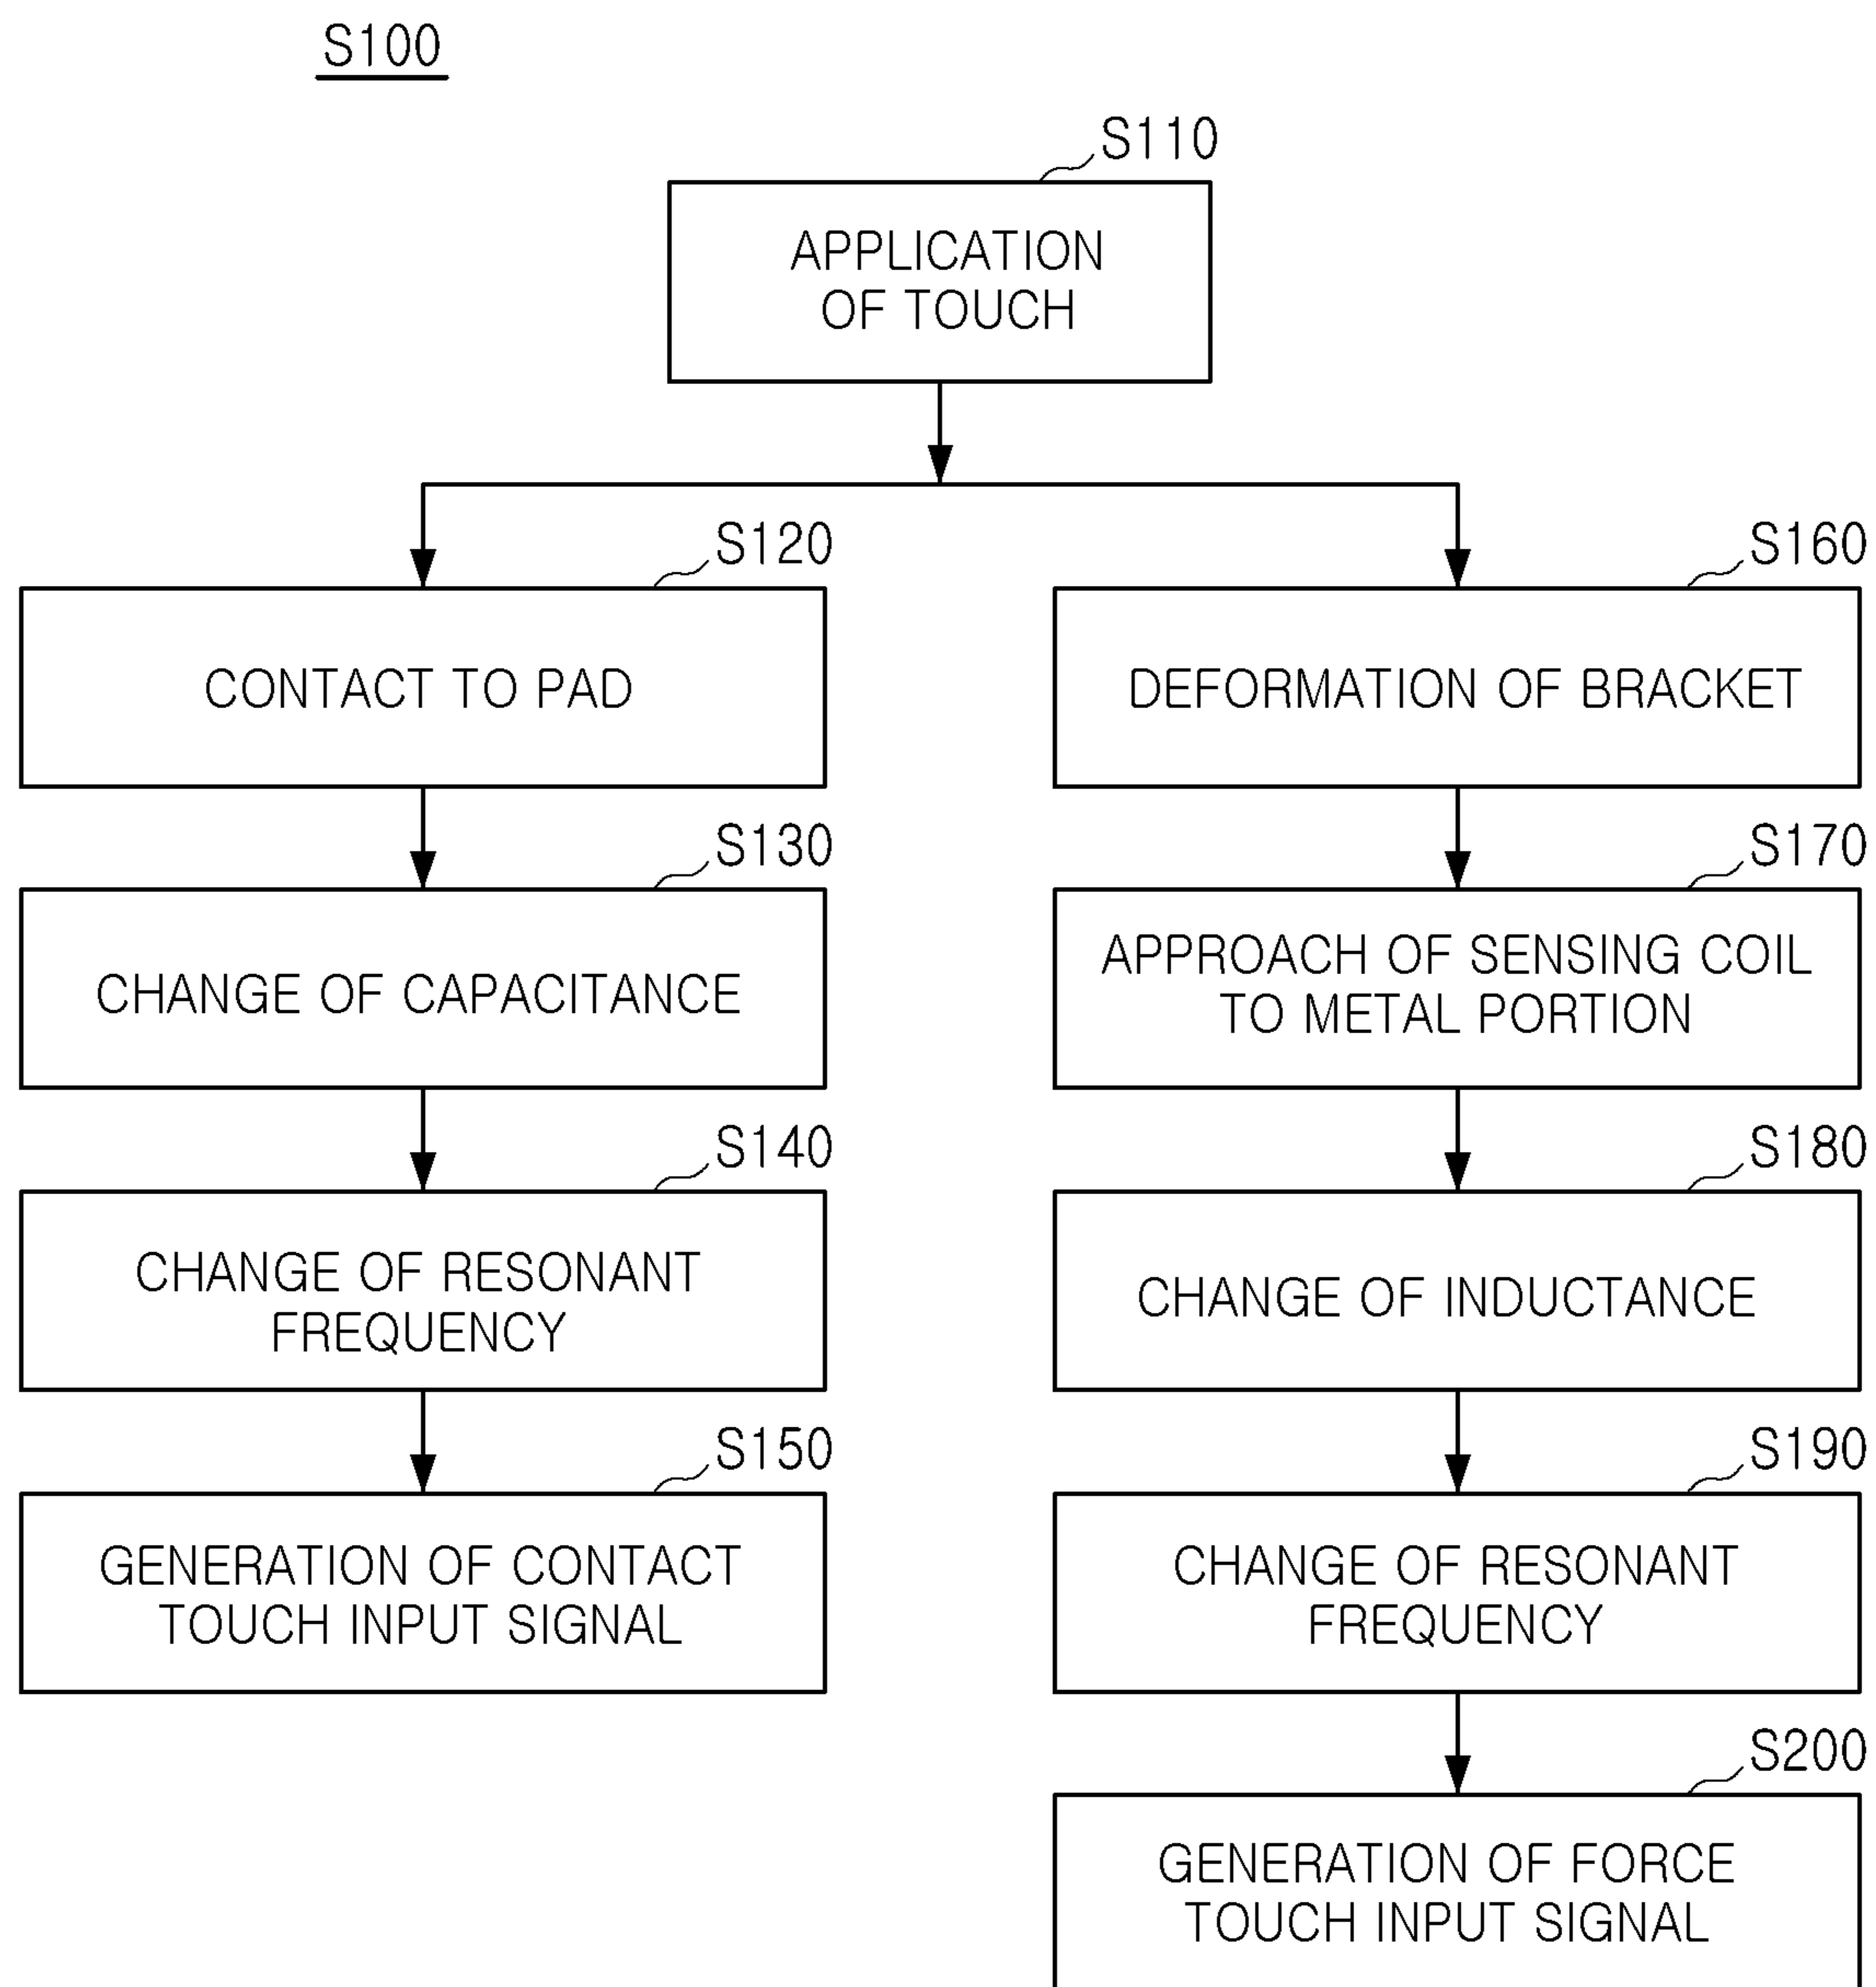 S100
S110
APPLICATION
OF TOUCH
S120
CONTACT TO PAD
S130
CHANGE OF CAPACITANCE
S140
CHANGE OF RESONANT
FREQUENCY
S150
GENERATION OF CONTACT
TOUCH INPUT SIGNAL
S160
DEFORMATION OF BRACKET
S170
APPROACH OF SENSING COIL
TO METAL PORTION
S180
CHANGE OF INDUCTANCE
S190
CHANGE OF RESONANT
FREQUENCY
S200
GENERATION OF FORCE
TOUCH INPUT SIGNAL